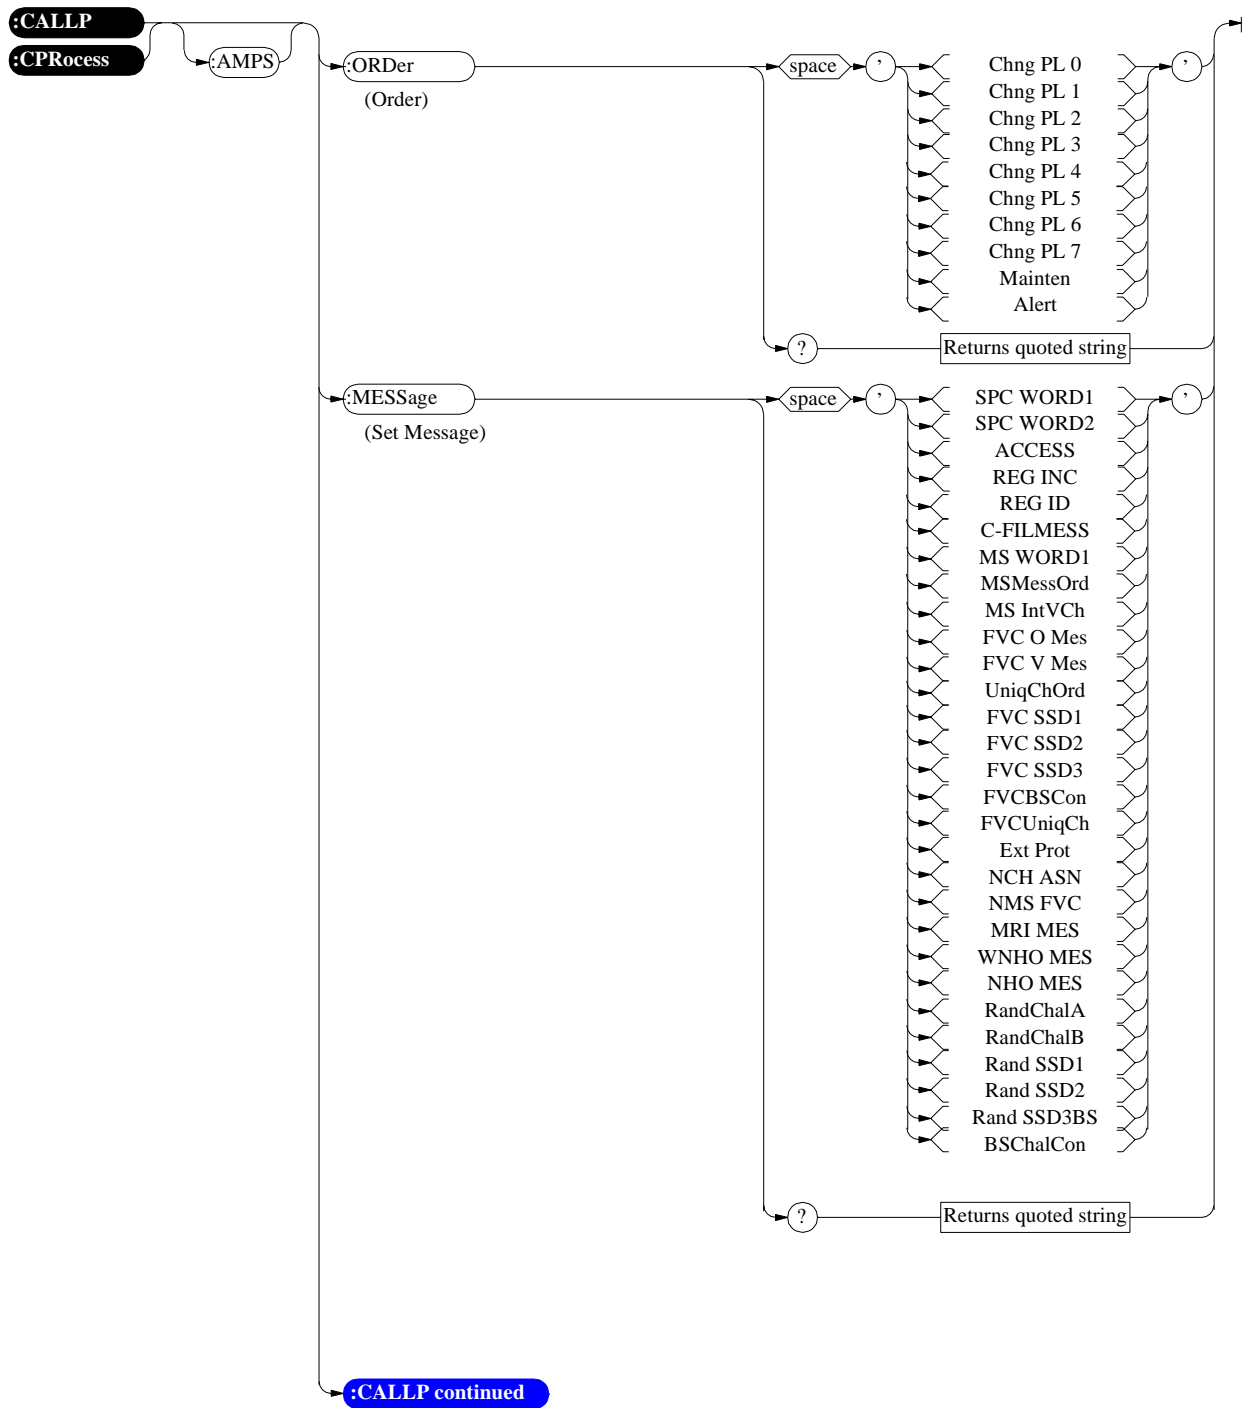 :CALLP
:CPRocess
:AMPS
:ORDer
(Order)
space
’
Chng PL 0
Chng PL 1
Chng PL 2
Chng PL 3
Chng PL 4
Chng PL 5
Chng PL 6
Chng PL 7
Mainten
Alert
’
?
Returns quoted string
:MESSage
(Set Message)
space
’
SPC WORD1
SPC WORD2
ACCESS
REG INC
REG ID
C-FILMESS
MS WORD1
MSMessOrd
MS IntVCh
FVC O Mes
FVC V Mes
UniqChOrd
FVC SSD1
FVC SSD2
FVC SSD3
FVCBSCon
FVCUniqCh
Ext Prot
NCH ASN
NMS FVC
MRI MES
WNHO MES
NHO MES
RandChalA
RandChalB
Rand SSD1
Rand SSD2
Rand SSD3BS
BSChalCon
’
?
Returns quoted string
:CALLP continued